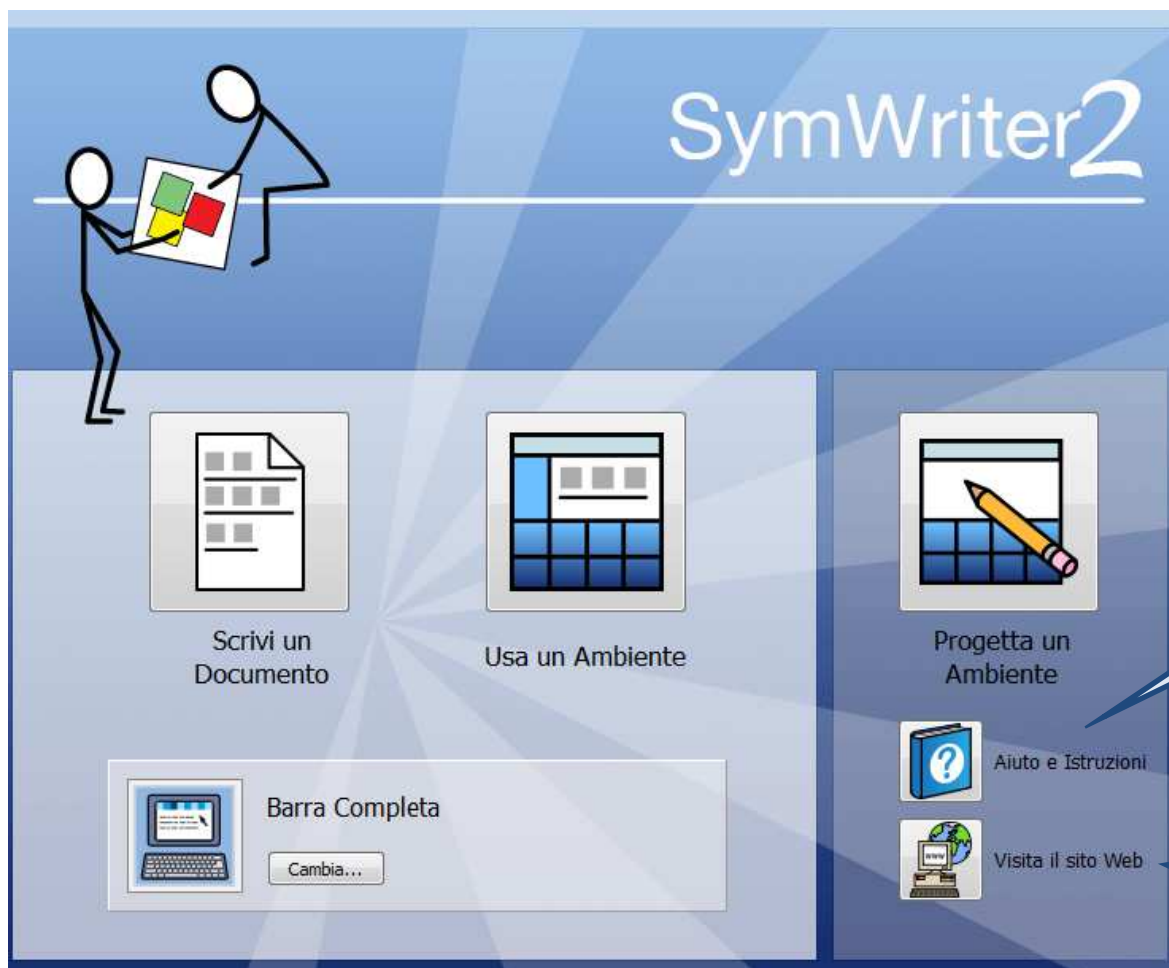 SymWriter2
Scrivi un
Documento
Usa un Ambiente
Progetta un
Ambiente
Aiuto e Istruzioni
Barra Completa
Cambia...
www
Visita il sito Web